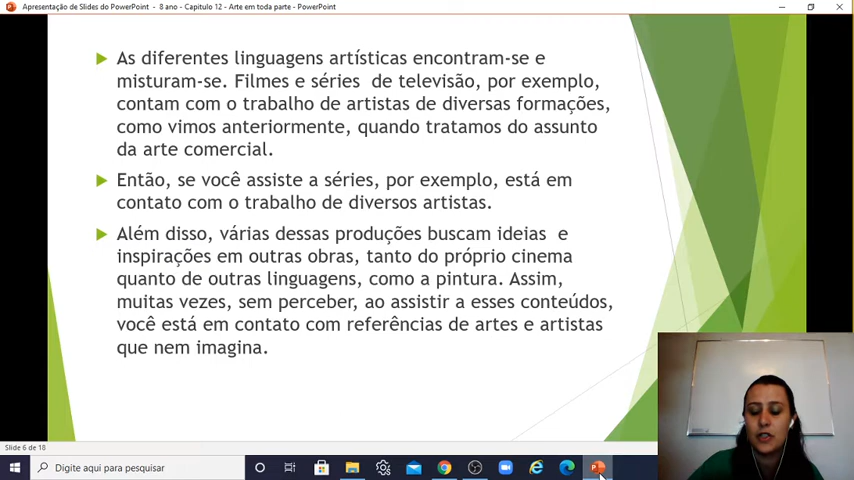 Apresentação de Slides do PowerPoint - 8 ano - Capitulo 12 - Arte em toda parte - PowerPoint
As diferentes linguagens artísticas encontram-se e
misturam-se. Filmes e séries de televisão, por exemplo,
contam com o trabalho de artistas de diversas formações,
como vimos anteriormente, quando tratamos do assunto
da arte comercial.
Então, se você assiste a séries, por exemplo, está em
contato com o trabalho de diversos artistas.
Além disso, várias dessas produções buscam ideias e
inspirações em outras obras, tanto do próprio cinema
quanto de outras linguagens, como a pintura. Assim,
muitas vezes, sem perceber, ao assistir a esses conteúdos,
você está em contato com referências de artes e artistas
que nem imagina.
Slide 6 de 18
Digite aqui para pesquisar